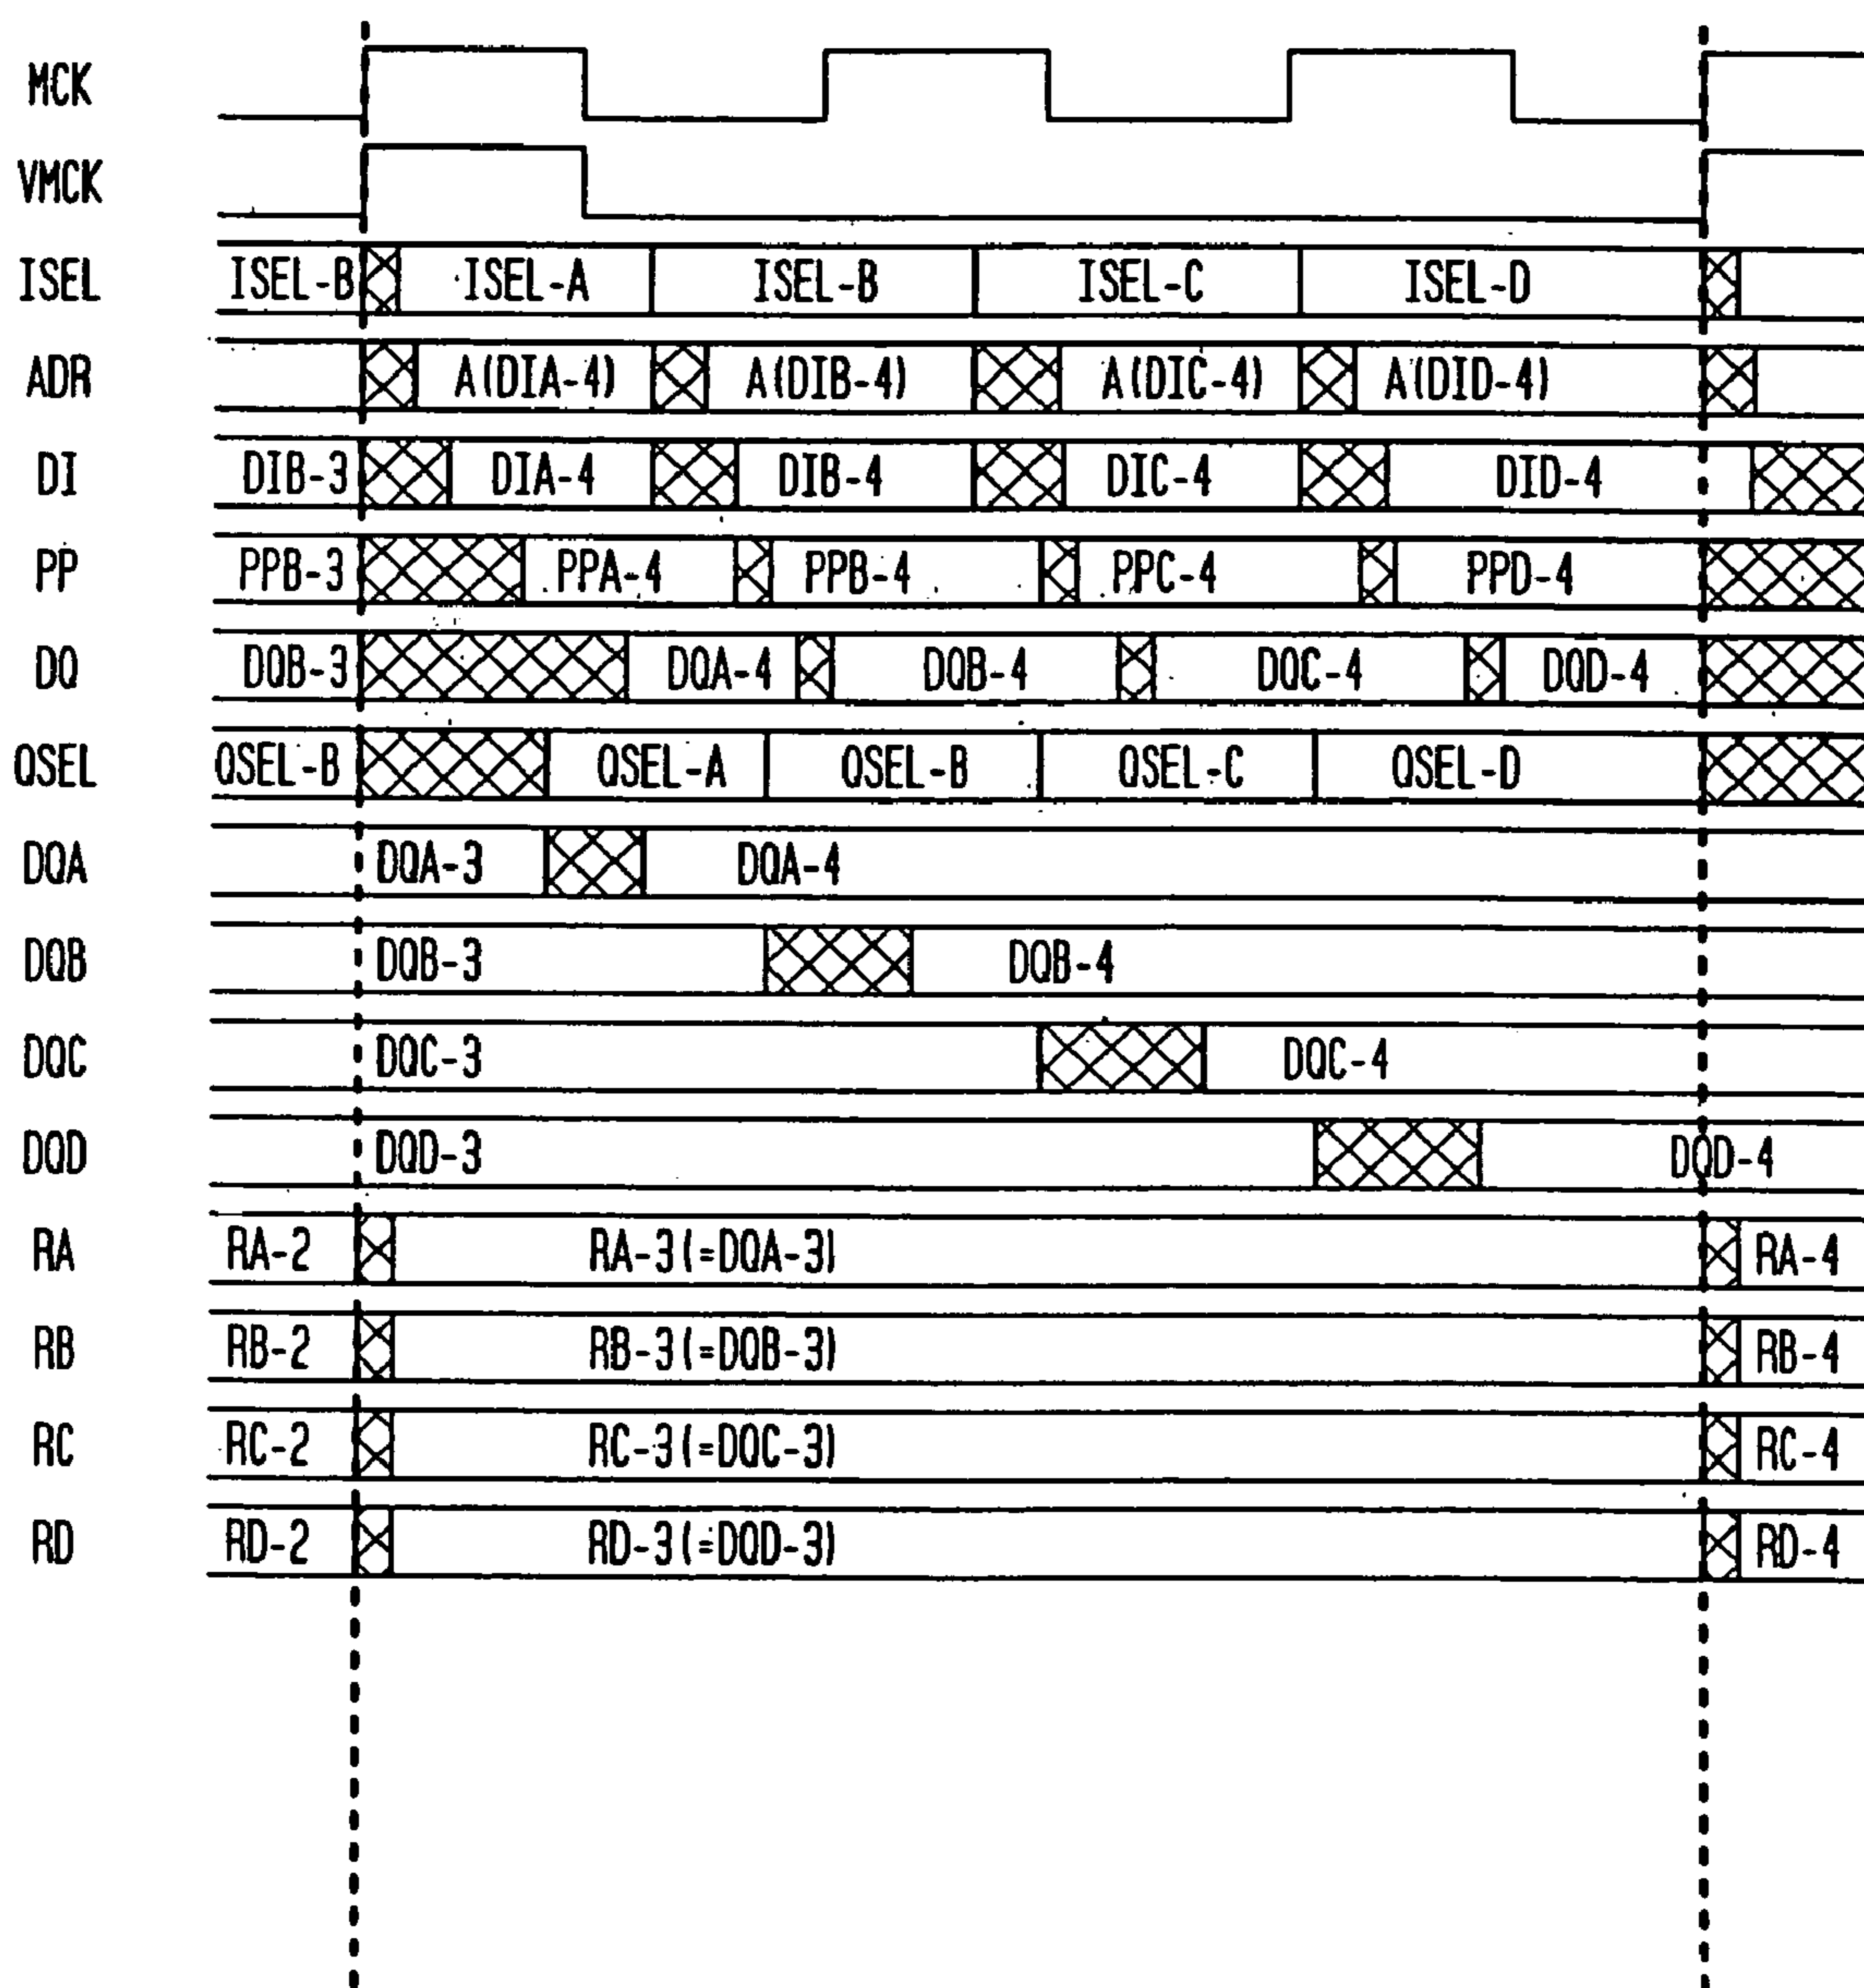 MCK
VMCK
ISEL ISEL-B ISEL-A ISEL-B ISEL-C ISEL-D
ADR A(DIA-4) A(DIB-4) A(DIC-4) A(DID-4)
DI DIB-3 DIA-4 DIB-4 DIC-4 DID-4
PP PPB-3 PPA-4 PPB-4 PPC-4 PPD-4
DQ DQB-3 DQA-4 DQB-4 DQC-4 DQD-4
QSEL QSEL-B QSEL-A QSEL-B QSEL-C QSEL-D
DQA DQA-3 DQA-4
DQB DQB-3 DQB-4
DQC DQC-3 DQC-4
DQD DQD-3 DQD-4
RA RA-2 RA-3(=DQA-3) RA-4
RB RB-2 RB-3(=DQB-3) RB-4
RC RC-2 RC-3(=DQC-3) RC-4
RD RD-2 RD-3(=DQD-3) RD-4